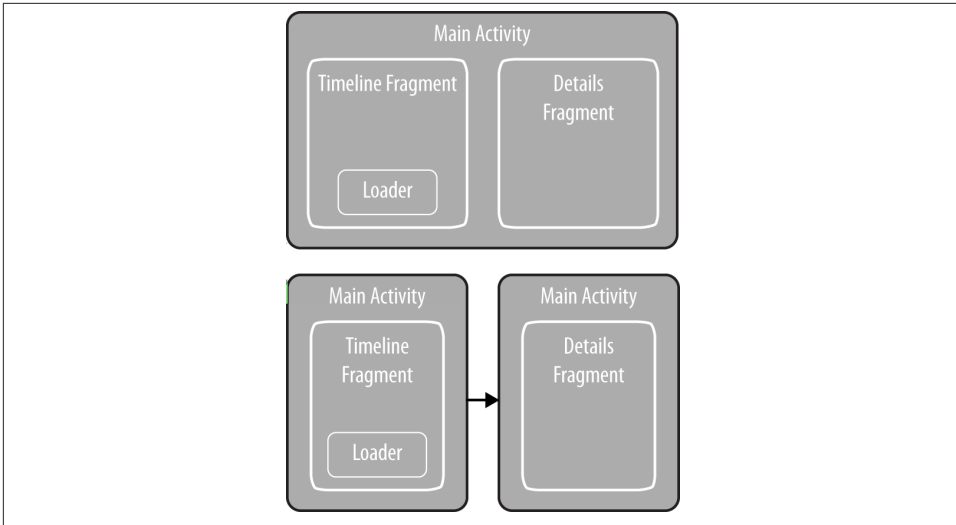 Main Activity
Timeline Fragment
Details
Fragment
Loader
Main Activity
Timeline
Fragment
Loader
Main Activity
Details
Fragment